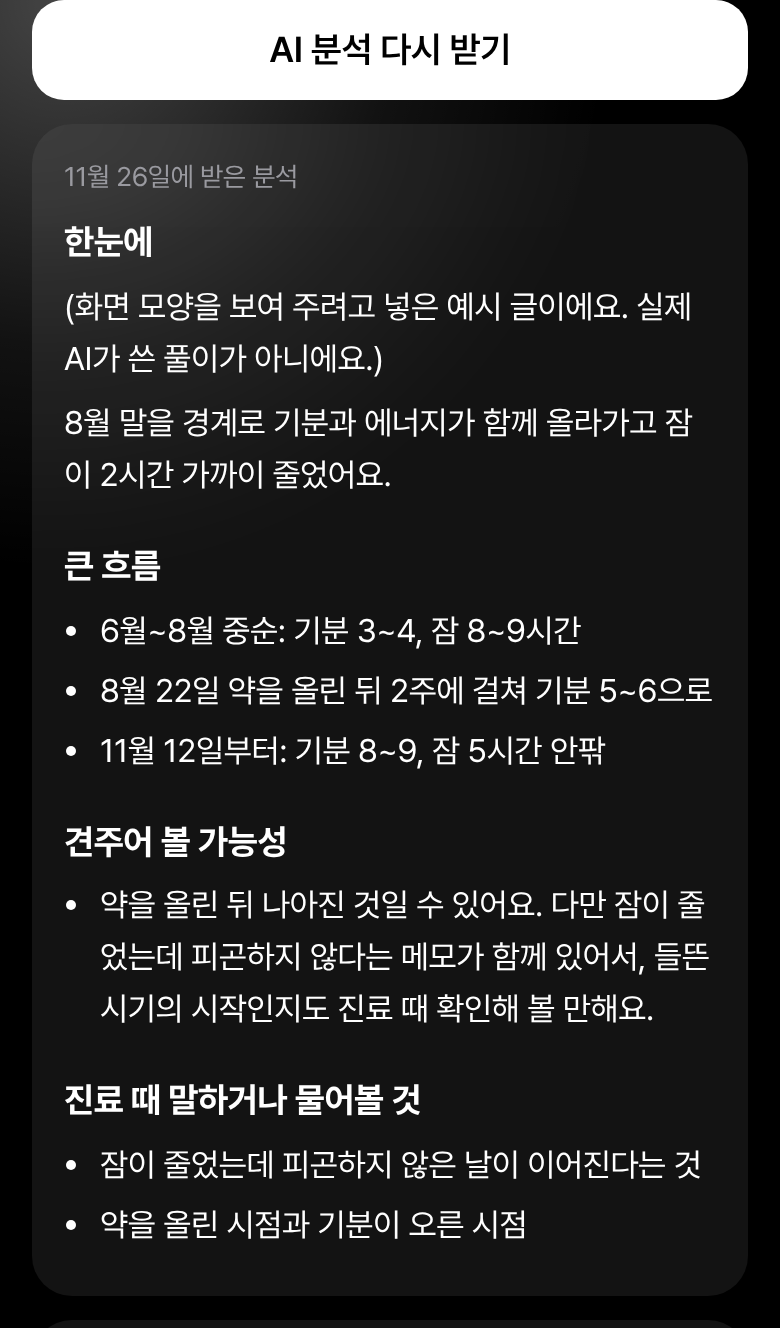 AI 분석 다시 받기
11월 26일에 받은 분석
한눈에
(화면 모양을 보여 주려고 넣은 예시 글이에요. 실제
AI가 쓴 풀이가 아니에요.)
8월 말을 경계로 기분과 에너지가 함께 올라가고 잠
이 2시간 가까이 줄었어요.
큰 흐름
• 6월~8월 중순: 기분 3~4, 잠 8~9시간
• 8월 22일 약을 올린 뒤 2주에 걸쳐 기분 5~6으로
• 11월 12일부터: 기분 8~9, 잠 5시간 안팎
견주어 볼 가능성
• 약을 올린 뒤 나아진 것일 수 있어요. 다만 잠이 줄
었는데 피곤하지 않다는 메모가 함께 있어서, 들뜬
시기의 시작인지도 진료 때 확인해 볼 만해요.
진료 때 말하거나 물어볼 것
• 잠이 줄었는데 피곤하지 않은 날이 이어진다는 것
• 약을 올린 시점과 기분이 오른 시점